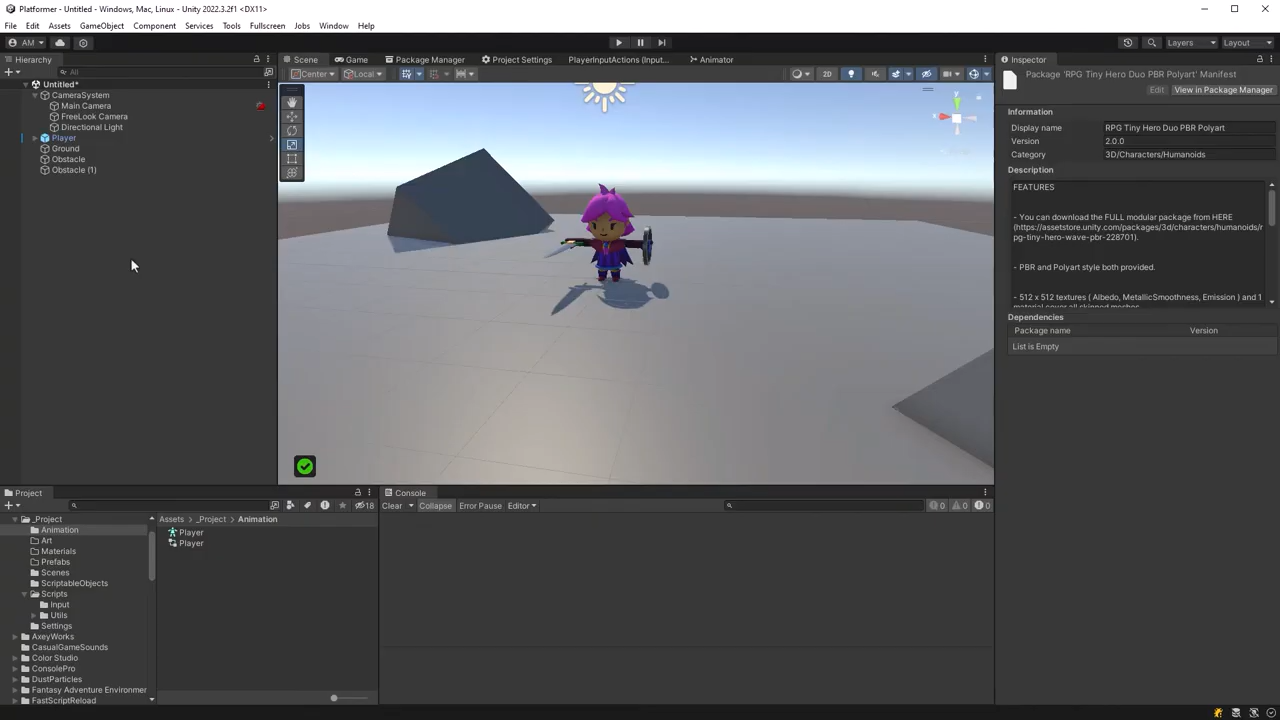 Platformer - Untitled - Windows, Mac, Linux - Unity 2022.3.2f1 <DX11>
File Edit Assets GameObject Component Services Tools Fullscreen Jobs Window Help
AM Layers Layout
Hierarchy
All
Untitled*
CameraSystem
Main Camera
FreeLook Camera
Directional Light
Player
Ground
Obstacle
Obstacle (1)
Scene Game Package Manager Project Settings PlayerInputActions (Input... Animator
Center Local 2D
Inspector
Package 'RPG Tiny Hero Duo PBR Polyart' Manifest
Edit View in Package Manager
Information
Display name RPG Tiny Hero Duo PBR Polyart
Version 2.0.0
Category 3D/Characters/Humanoids
Description
FEATURES
- You can download the FULL modular package from HERE
(https://assetstore.unity.com/packages/3d/characters/humanoids/r
pg-tiny-hero-wave-pbr-228701).
- PBR and Polyart style both provided.
- 512 x 512 textures ( Albedo, MetallicSmoothness, Emission ) and 1
material cover all skinned meshes
Dependencies
Package name Version
List is Empty
Project
18
_Project
Animation
Art
Materials
Prefabs
Scenes
ScriptableObjects
Scripts
Input
Utils
Settings
AxeyWorks
CasualGameSounds
Color Studio
ConsolePro
DustParticles
Fantasy Adventure Environmer
FastScriptReload
Assets > _Project > Animation
Player
Player
Console
Clear Collapse Error Pause Editor 0 0 0